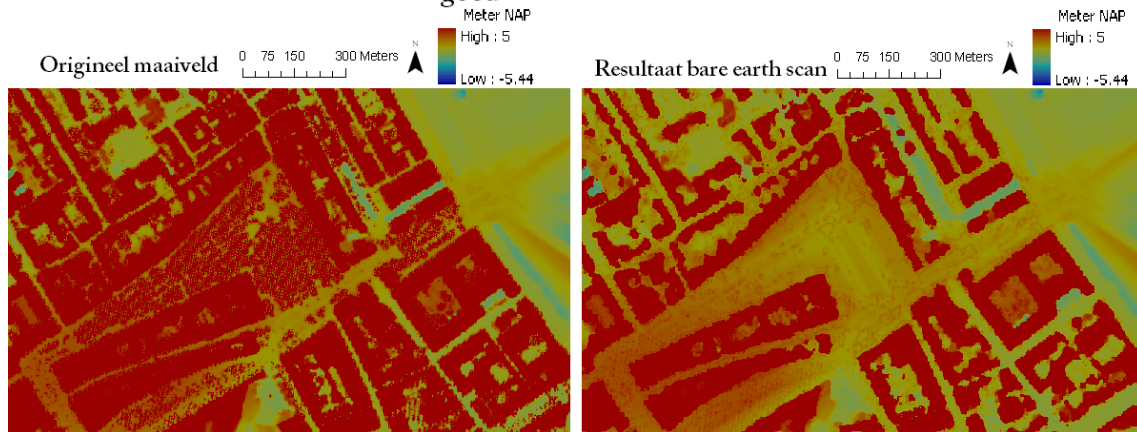 Meter NAP
High : 5
Low : -5.44
N
0 75 150 300 Meters
Origineel maaiveld
Meter NAP
High : 5
Low : -5.44
N
0 75 150 300 Meters
Resultaat bare earth scan